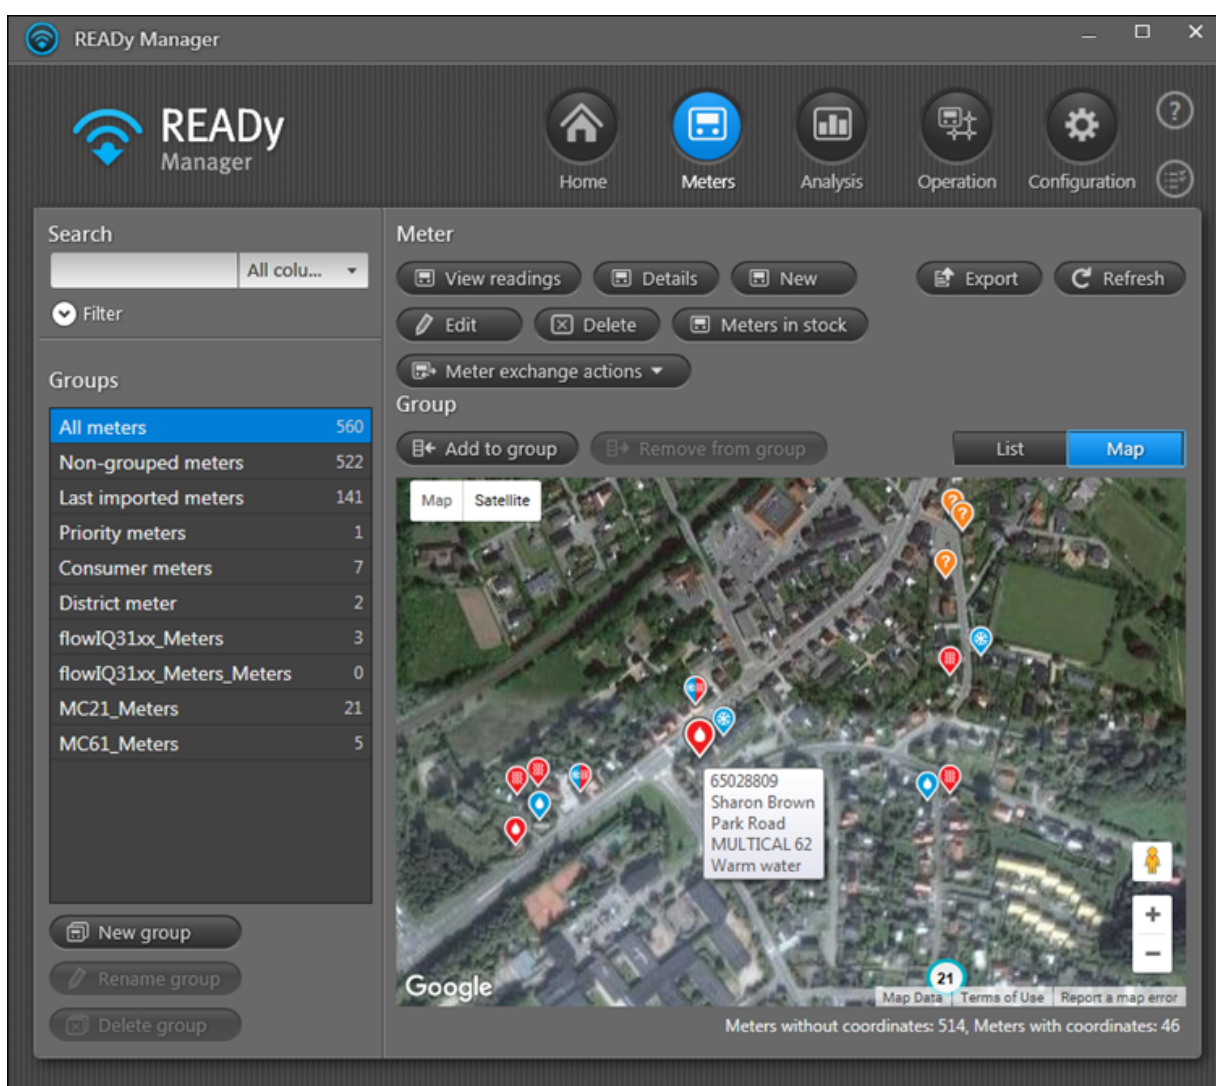 READy Manager
READy
Manager
Home
Meters
Analysis
Operation
Configuration
?
Search
All colu...
Filter
Groups
All meters 560
Non-grouped meters 522
Last imported meters 141
Priority meters 1
Consumer meters 7
District meter 2
flowIQ31xx_Meters 3
flowIQ31xx_Meters_Meters 0
MC21_Meters 21
MC61_Meters 5
New group
Rename group
Delete group
Meter
View readings
Details
New
Export
Refresh
Edit
Delete
Meters in stock
Meter exchange actions
Group
Add to group
Remove from group
List
Map
Map
Satellite
?
?
?
65028809
Sharon Brown
Park Road
MULTICAL 62
Warm water
+
−
21
Google
Map Data
Terms of Use
Report a map error
Meters without coordinates: 514, Meters with coordinates: 46